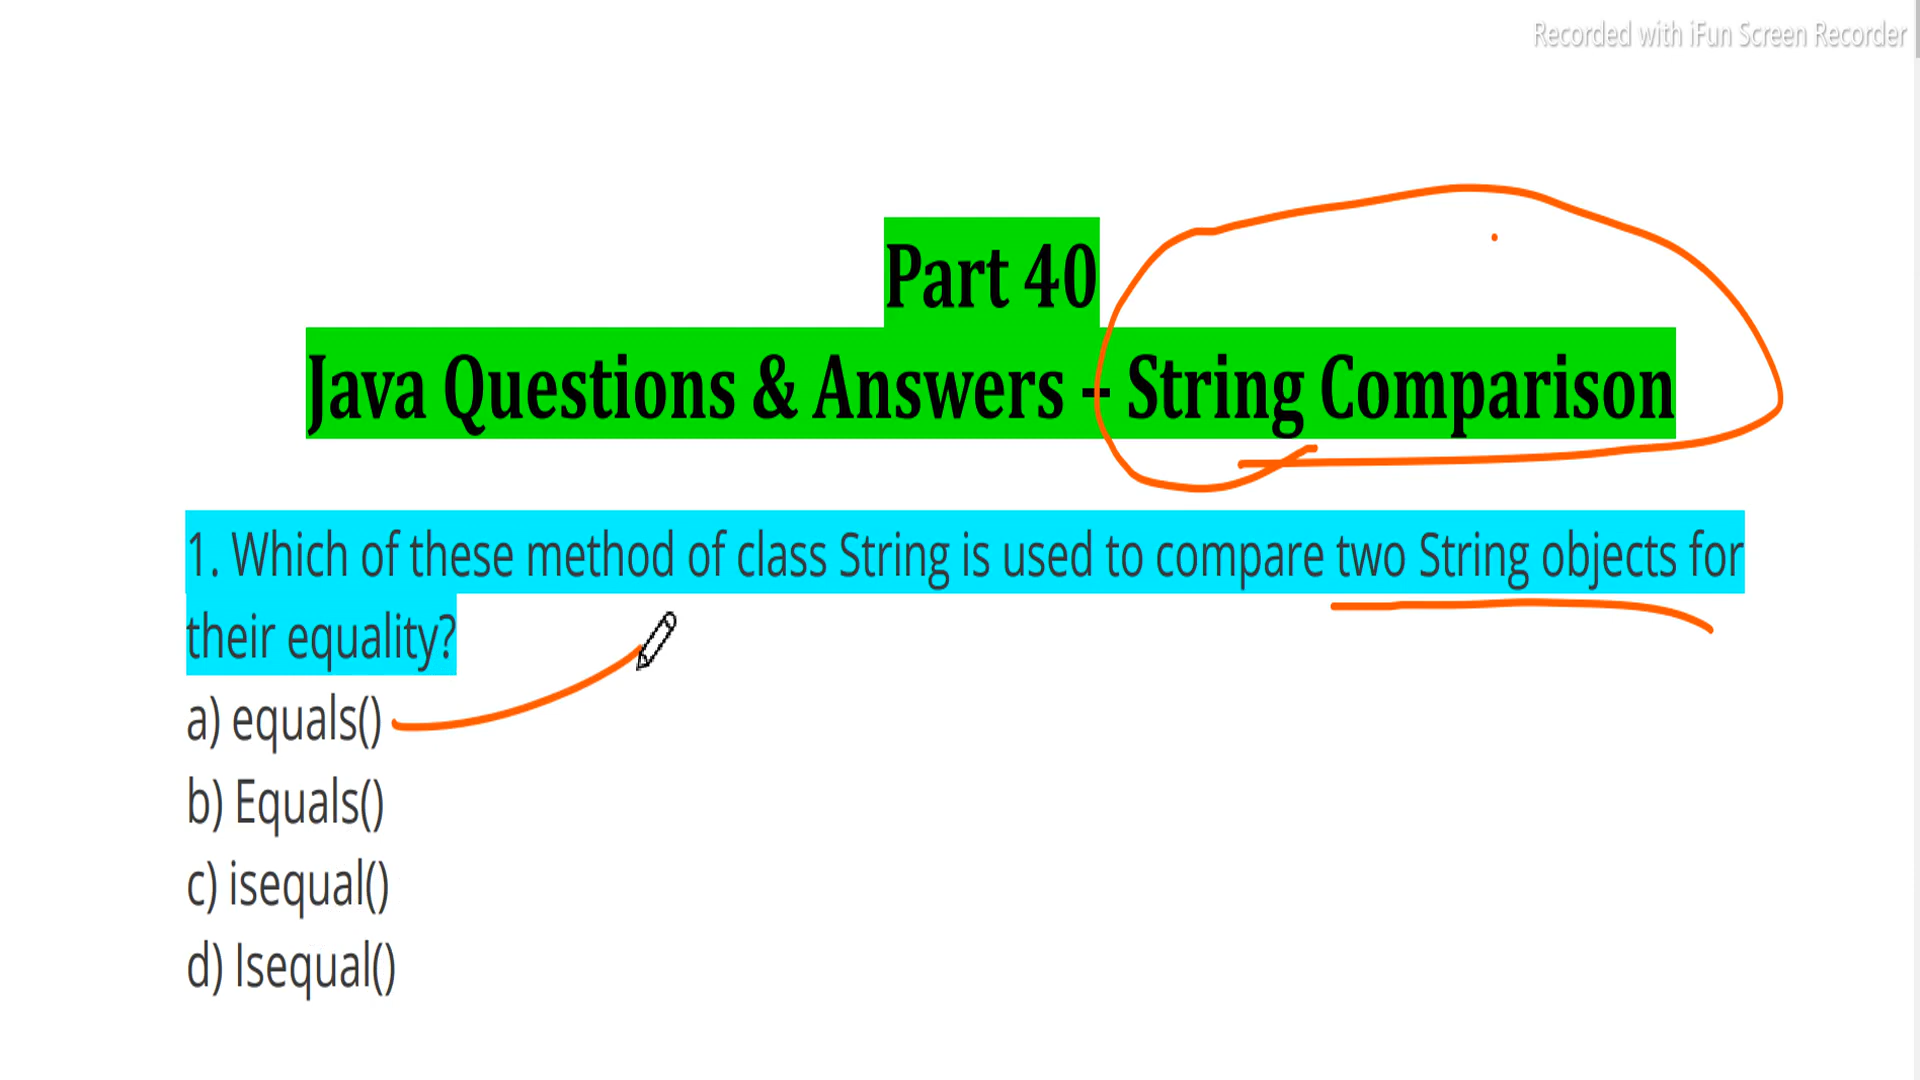 Recorded with iFun Screen Recorder
Part 40
Java Questions & Answers – String Comparison
1. Which of these method of class String is used to compare two String objects for
their equality?
a) equals()
b) Equals()
c) isequal()
d) Isequal()